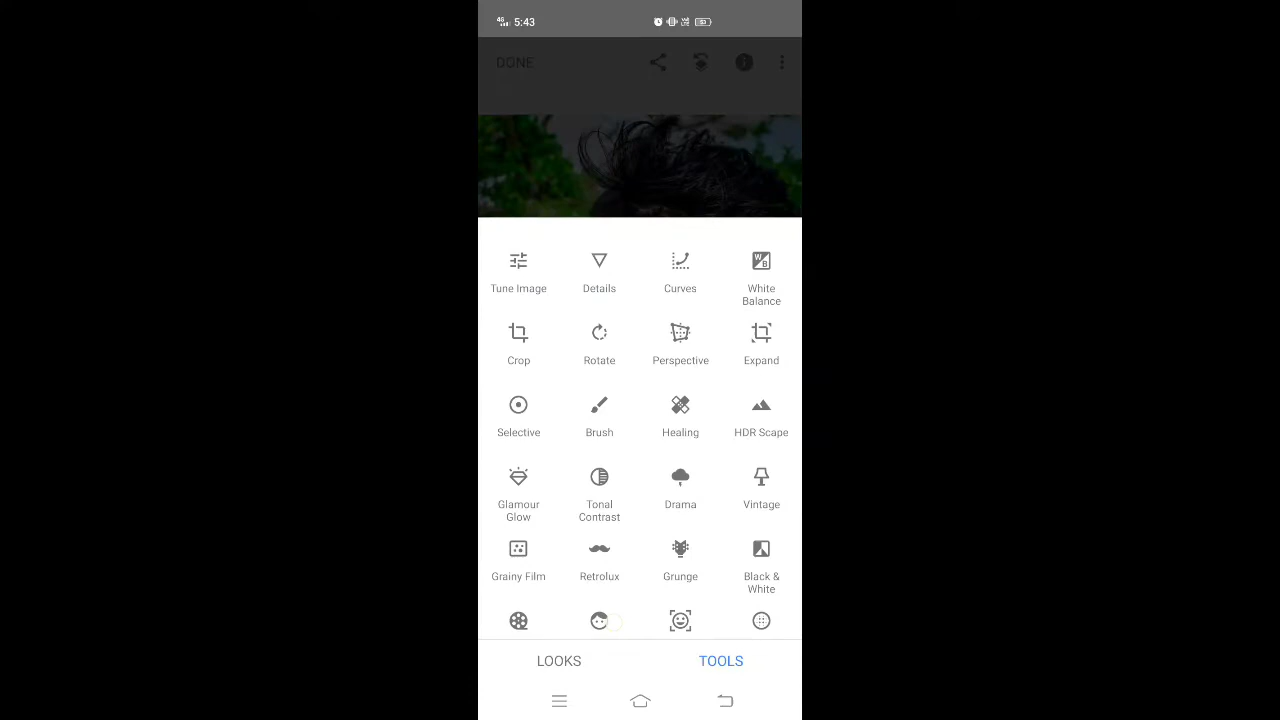 4G 5:43
DONE
Tune Image
Details
Curves
White
Balance
Crop
Rotate
Perspective
Expand
Selective
Brush
Healing
HDR Scape
Glamour
Glow
Tonal
Contrast
Drama
Vintage
Grainy Film
Retrolux
Grunge
Black &
White
LOOKS
TOOLS